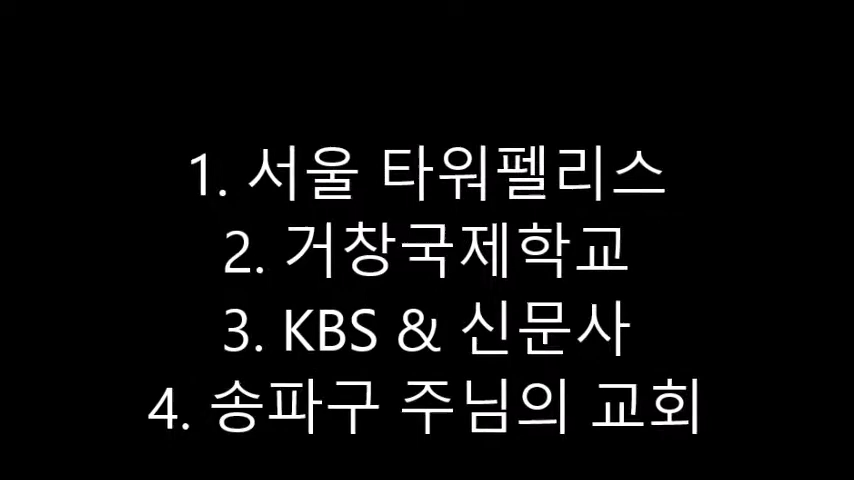 1. 서울 타워펠리스
2. 거창국제학교
3. KBS & 신문사
4. 송파구 주님의 교회